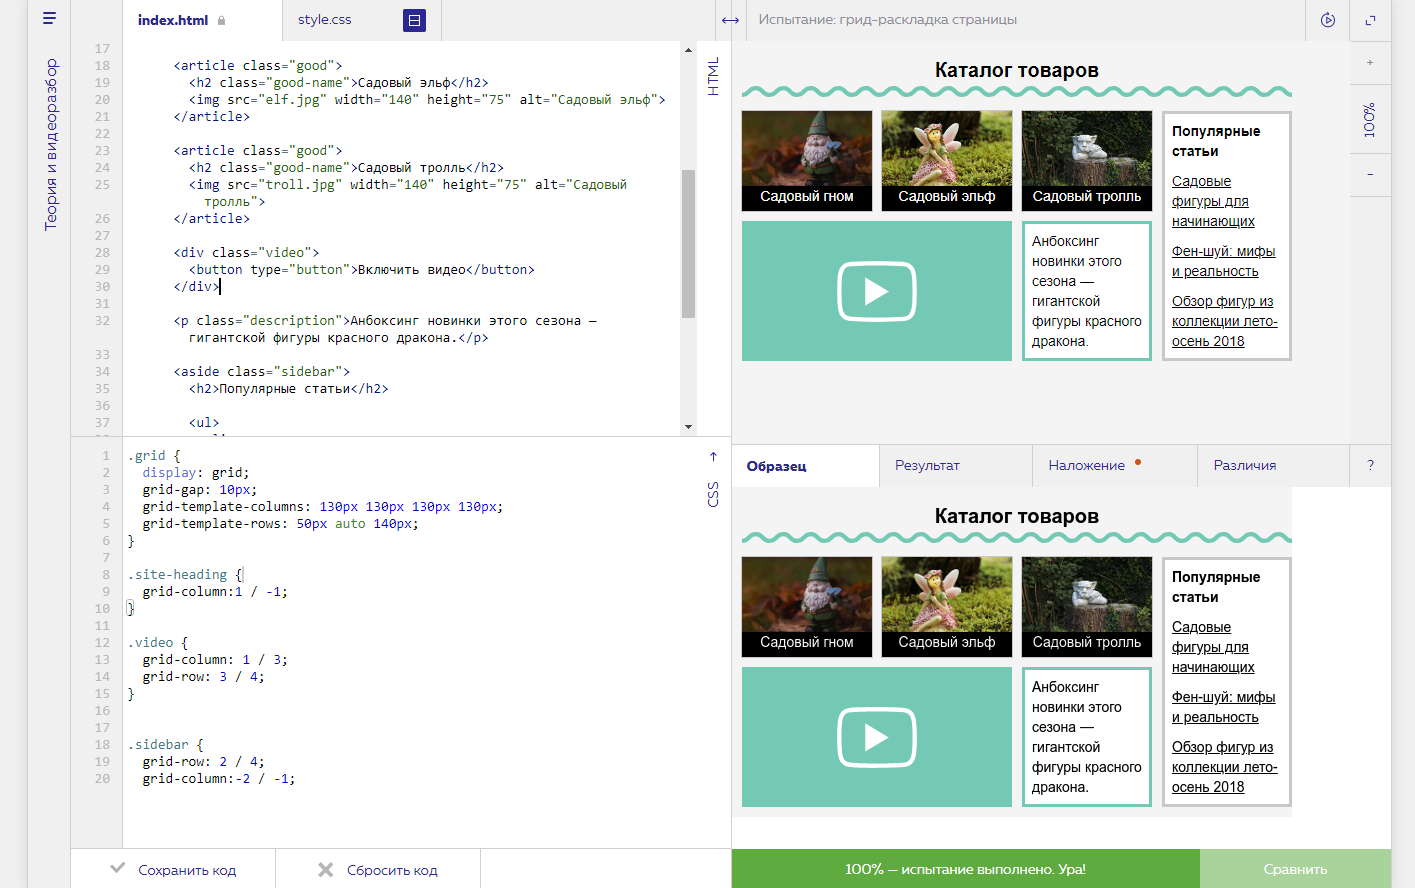 index.html
style.css
Испытание: грид-раскладка страницы
Теория и видеоразбор
17
18 <article class="good">
19 <h2 class="good-name">Садовый эльф</h2>
20 <img src="elf.jpg" width="140" height="75" alt="Садовый эльф">
21 </article>
22
23 <article class="good">
24 <h2 class="good-name">Садовый тролль</h2>
25 <img src="troll.jpg" width="140" height="75" alt="Садовый
тролль">
26 </article>
27
28 <div class="video">
29 <button type="button">Включить видео</button>
30 </div>
31
32 <p class="description">Анбоксинг новинки этого сезона —
гигантской фигуры красного дракона.</p>
33
34 <aside class="sidebar">
35 <h2>Популярные статьи</h2>
36
37 <ul>
HTML
1 .grid {
2 display: grid;
3 grid-gap: 10px;
4 grid-template-columns: 130px 130px 130px 130px;
5 grid-template-rows: 50px auto 140px;
6 }
7
8 .site-heading {
9 grid-column:1 / -1;
10 }
11
12 .video {
13 grid-column: 1 / 3;
14 grid-row: 3 / 4;
15 }
16
17
18 .sidebar {
19 grid-row: 2 / 4;
20 grid-column:-2 / -1;
CSS
Сохранить код
Сбросить код
Каталог товаров
Садовый гном
Садовый эльф
Садовый тролль
Анбоксинг
новинки этого
сезона —
гигантской
фигуры красного
дракона.
Популярные
статьи
Садовые
фигуры для
начинающих
Фен-шуй: мифы
и реальность
Обзор фигур из
коллекции лето-
осень 2018
+
100%
-
Образец
Результат
Наложение
Различия
?
Каталог товаров
Садовый гном
Садовый эльф
Садовый тролль
Анбоксинг
новинки этого
сезона —
гигантской
фигуры красного
дракона.
Популярные
статьи
Садовые
фигуры для
начинающих
Фен-шуй: мифы
и реальность
Обзор фигур из
коллекции лето-
осень 2018
100% — испытание выполнено. Ура!
Сравнить